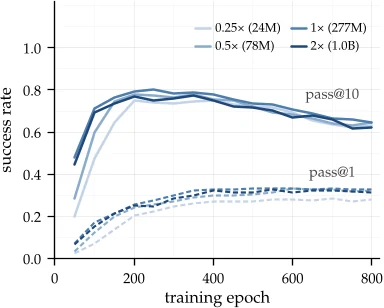 0.25× (24M) 1× (277M)
0.5× (78M) 2× (1.0B)
1.0
0.8
pass@10
0.6
success rate
0.4
pass@1
0.2
0.0
0 200 400 600 800
training epoch